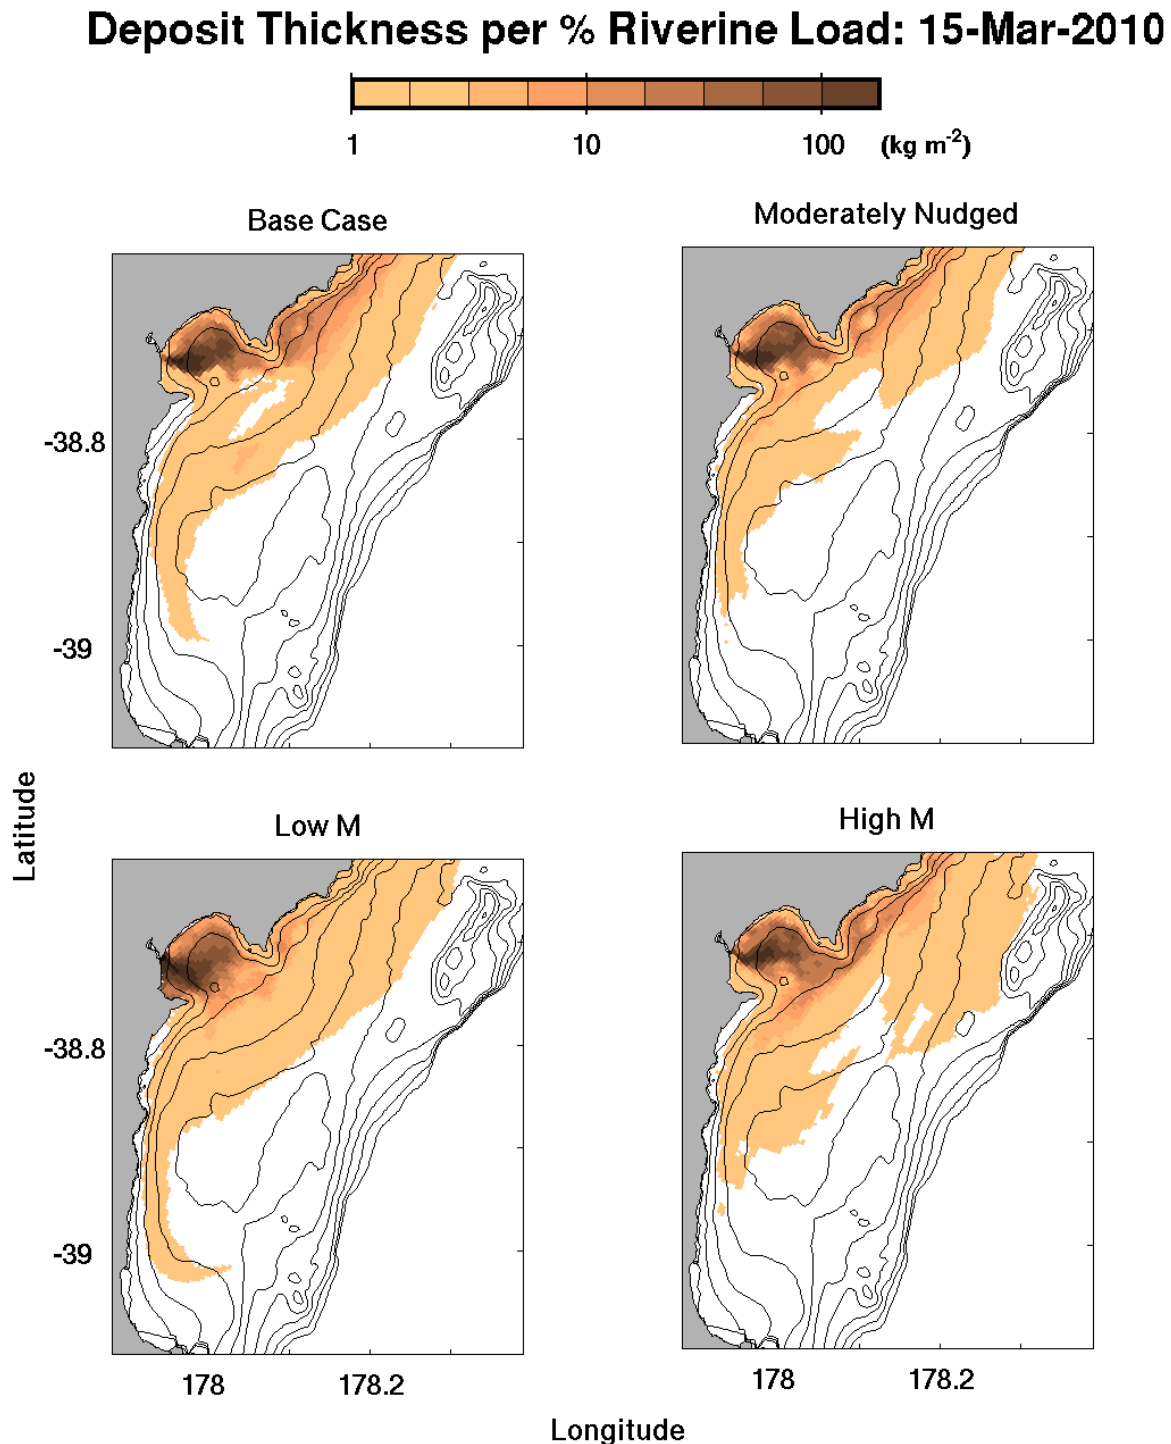 Deposit Thickness per % Riverine Load: 15-Mar-2010
1 10 100 (kg m-2)
Base Case
Moderately Nudged
-38.8
-39
Low M
High M
Latitude
-38.8
-39
178 178.2
178 178.2
Longitude